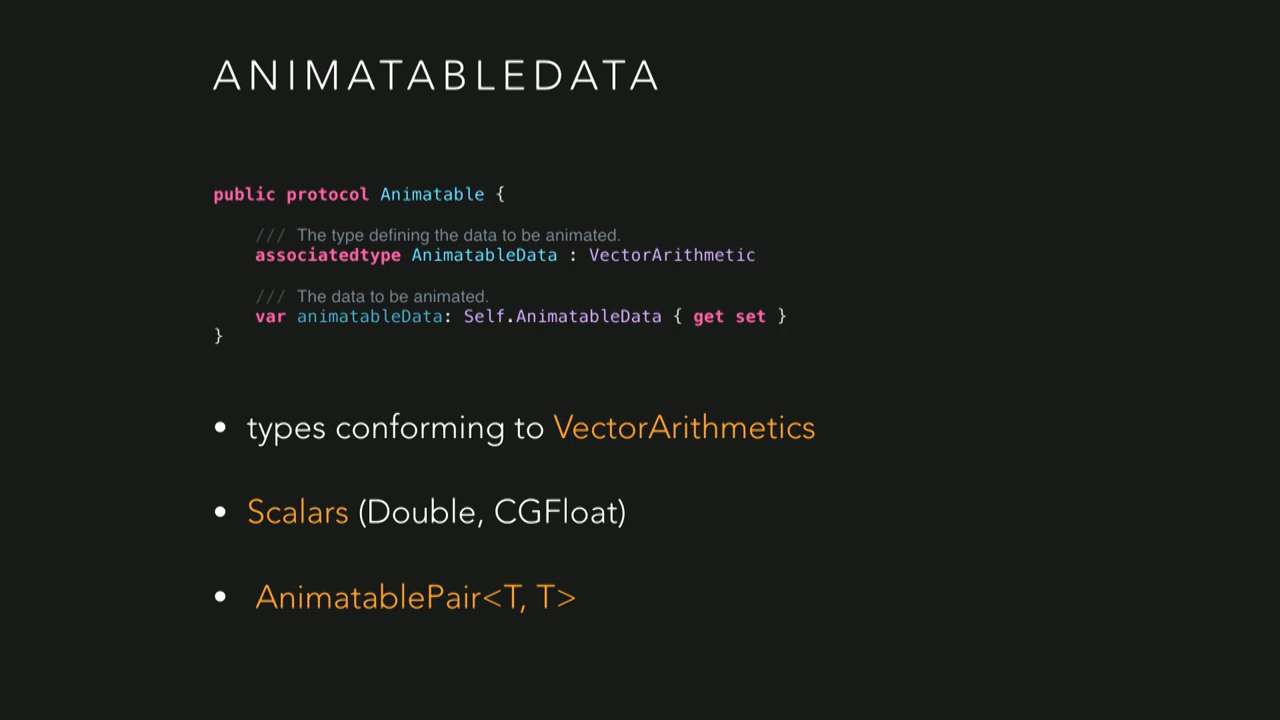 ANIMATABLEDATA
public protocol Animatable {
/// The type defining the data to be animated.
associatedtype AnimatableData : VectorArithmetic
/// The data to be animated.
var animatableData: Self.AnimatableData { get set }
}
• types conforming to VectorArithmetics
• Scalars (Double, CGFloat)
• AnimatablePair<T, T>